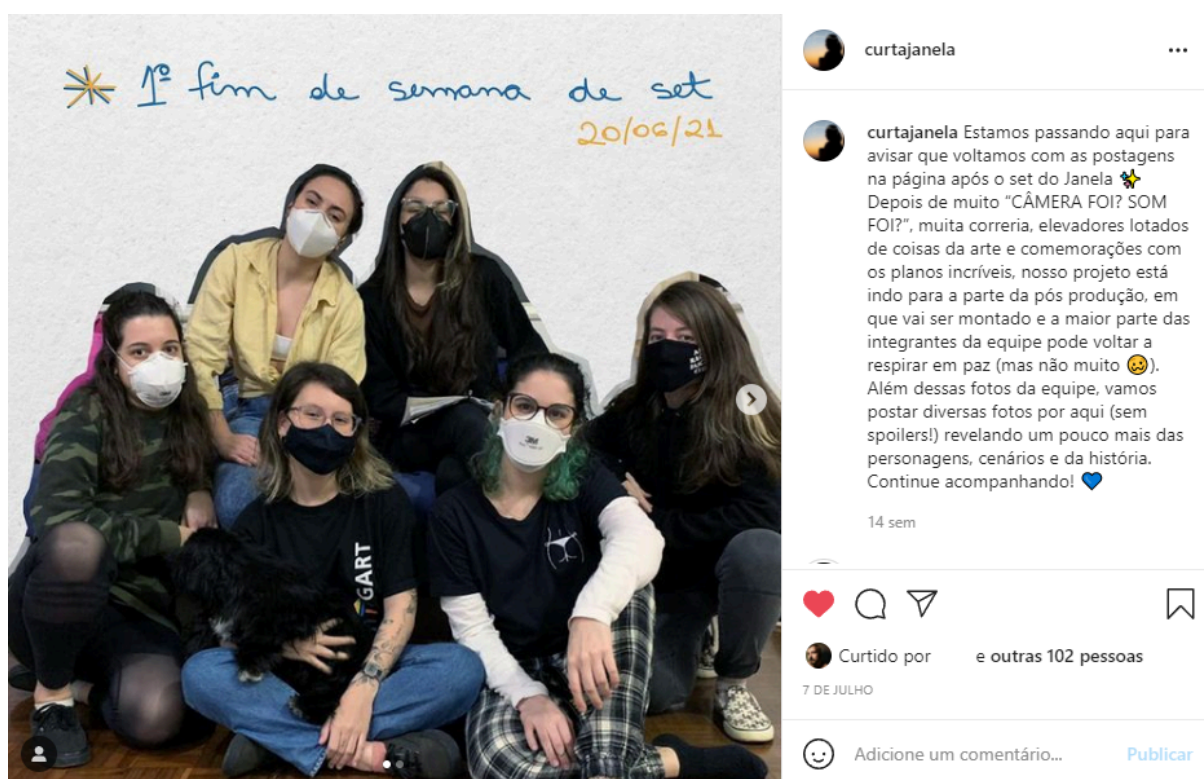 1º fim de semana de set
20/06/21
3M
GART
curtajanela
curtajanela Estamos passando aqui para
avisar que voltamos com as postagens
na página após o set do Janela ✨
Depois de muito “CÂMERA FOI? SOM
FOI?”, muita correria, elevadores lotados
de coisas da arte e comemorações com
os planos incríveis, nosso projeto está
indo para a parte da pós produção, em
que vai ser montado e a maior parte das
integrantes da equipe pode voltar a
respirar em paz (mas não muito 🥴).
Além dessas fotos da equipe, vamos
postar diversas fotos por aqui (sem
spoilers!) revelando um pouco mais das
personagens, cenários e da história.
Continue acompanhando! 💙
14 sem
Curtido por e outras 102 pessoas
7 DE JULHO
Adicione um comentário... Publicar